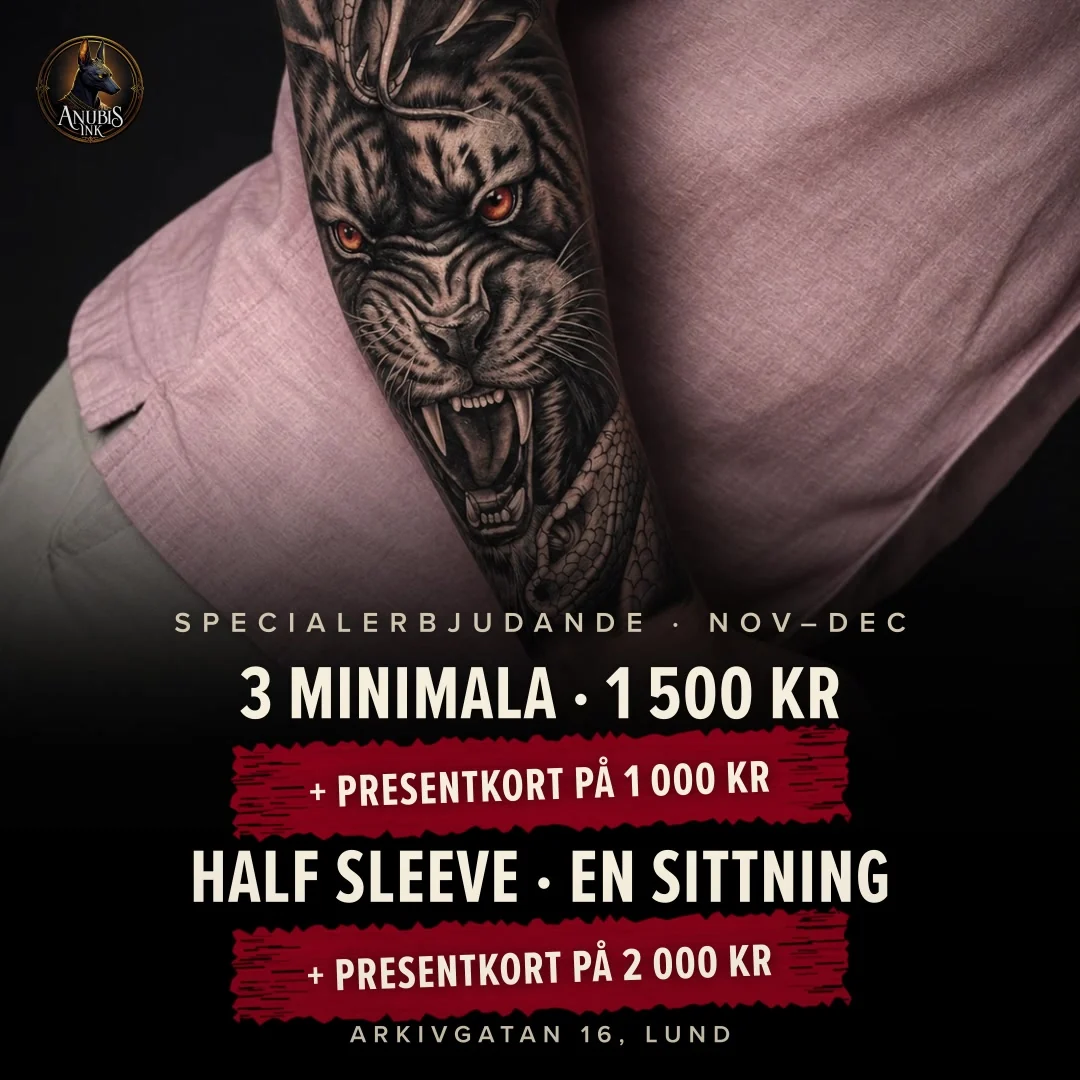 ANUBIS
INK
SPECIALERBJUDANDE · NOV–DEC
3 MINIMALA · 1 500 KR
+ PRESENTKORT PÅ 1 000 KR
HALF SLEEVE · EN SITTNING
+ PRESENTKORT PÅ 2 000 KR
ARKIVGATAN 16, LUND